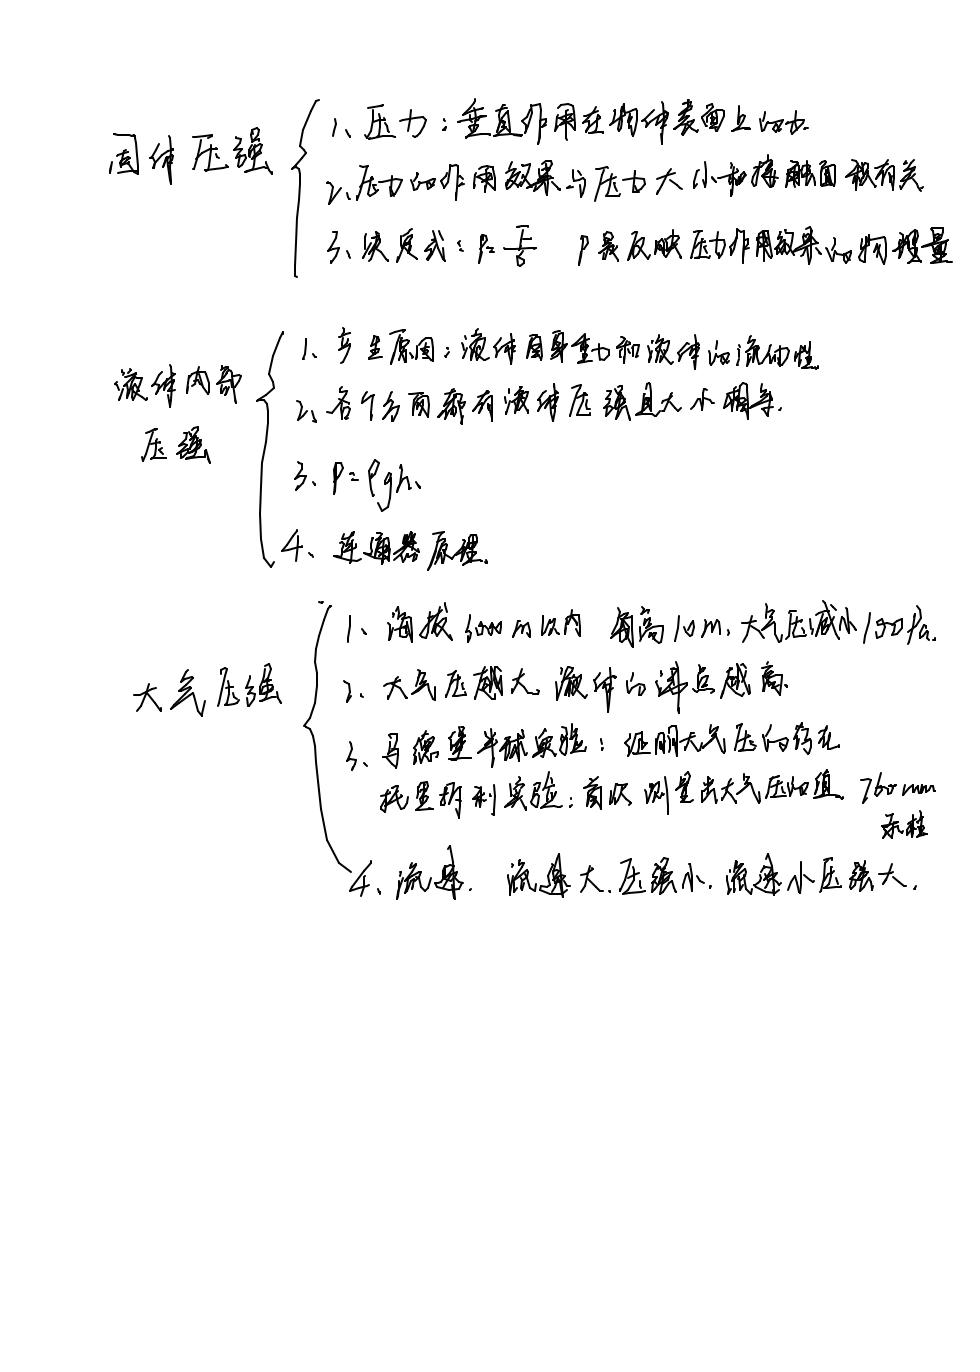 固体压强
1、压力：垂直作用在物体表面上的力.
2、压力的作用效果与压力大小和接触面积有关
3、决定式：P=F/S P是反映压力作用效果的物理量
液体内部
压强
1、产生原因：液体自身重力和液体的流动性
2、各个方向都有液体压强且大小相等.
3、P=ρgh、
4、连通器原理.
大气压强
1、海拔3000m以内 每高10m，大气压减小100Pa.
2、大气压越大，液体的沸点越高
3、马德堡半球实验：证明大气压的存在
托里拆利实验：首次测量出大气压的值 760mm
汞柱
4、流速. 流速大.压强小.流速小压强大.